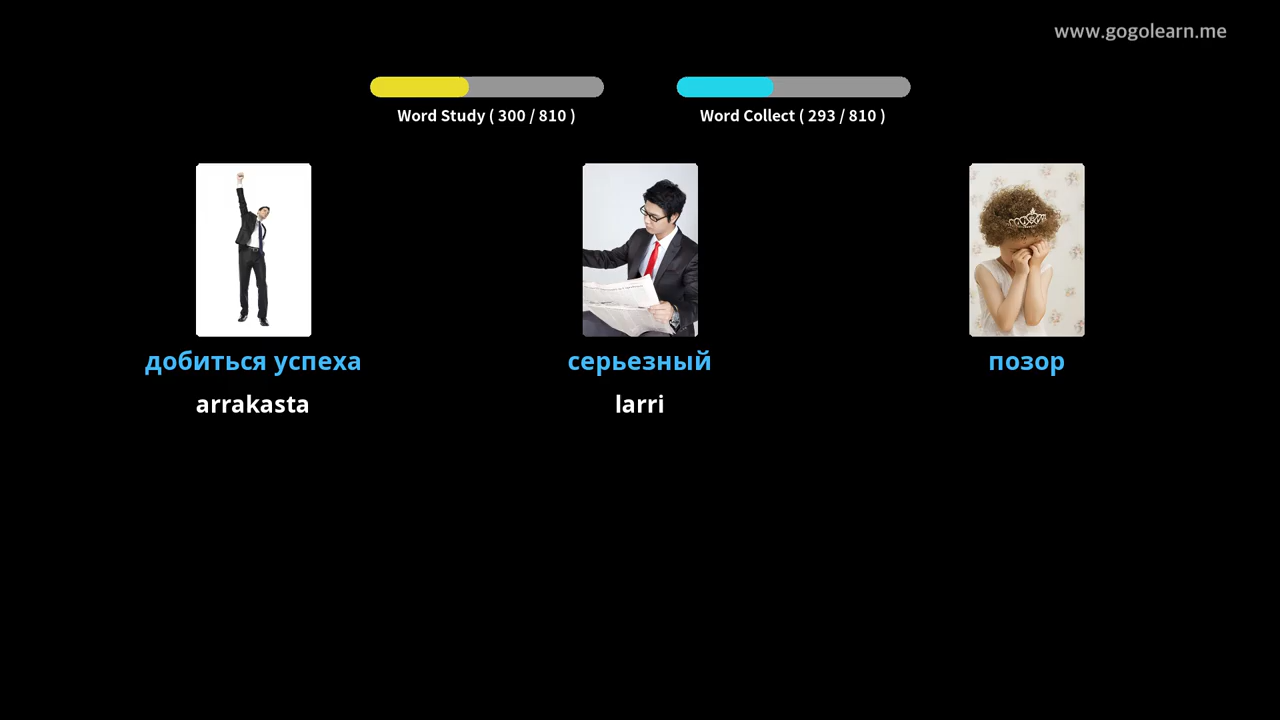 www.gogolearn.me
Word Study ( 300 / 810 )
Word Collect ( 293 / 810 )
добиться успеха
серьезный
позор
arrakasta
larri